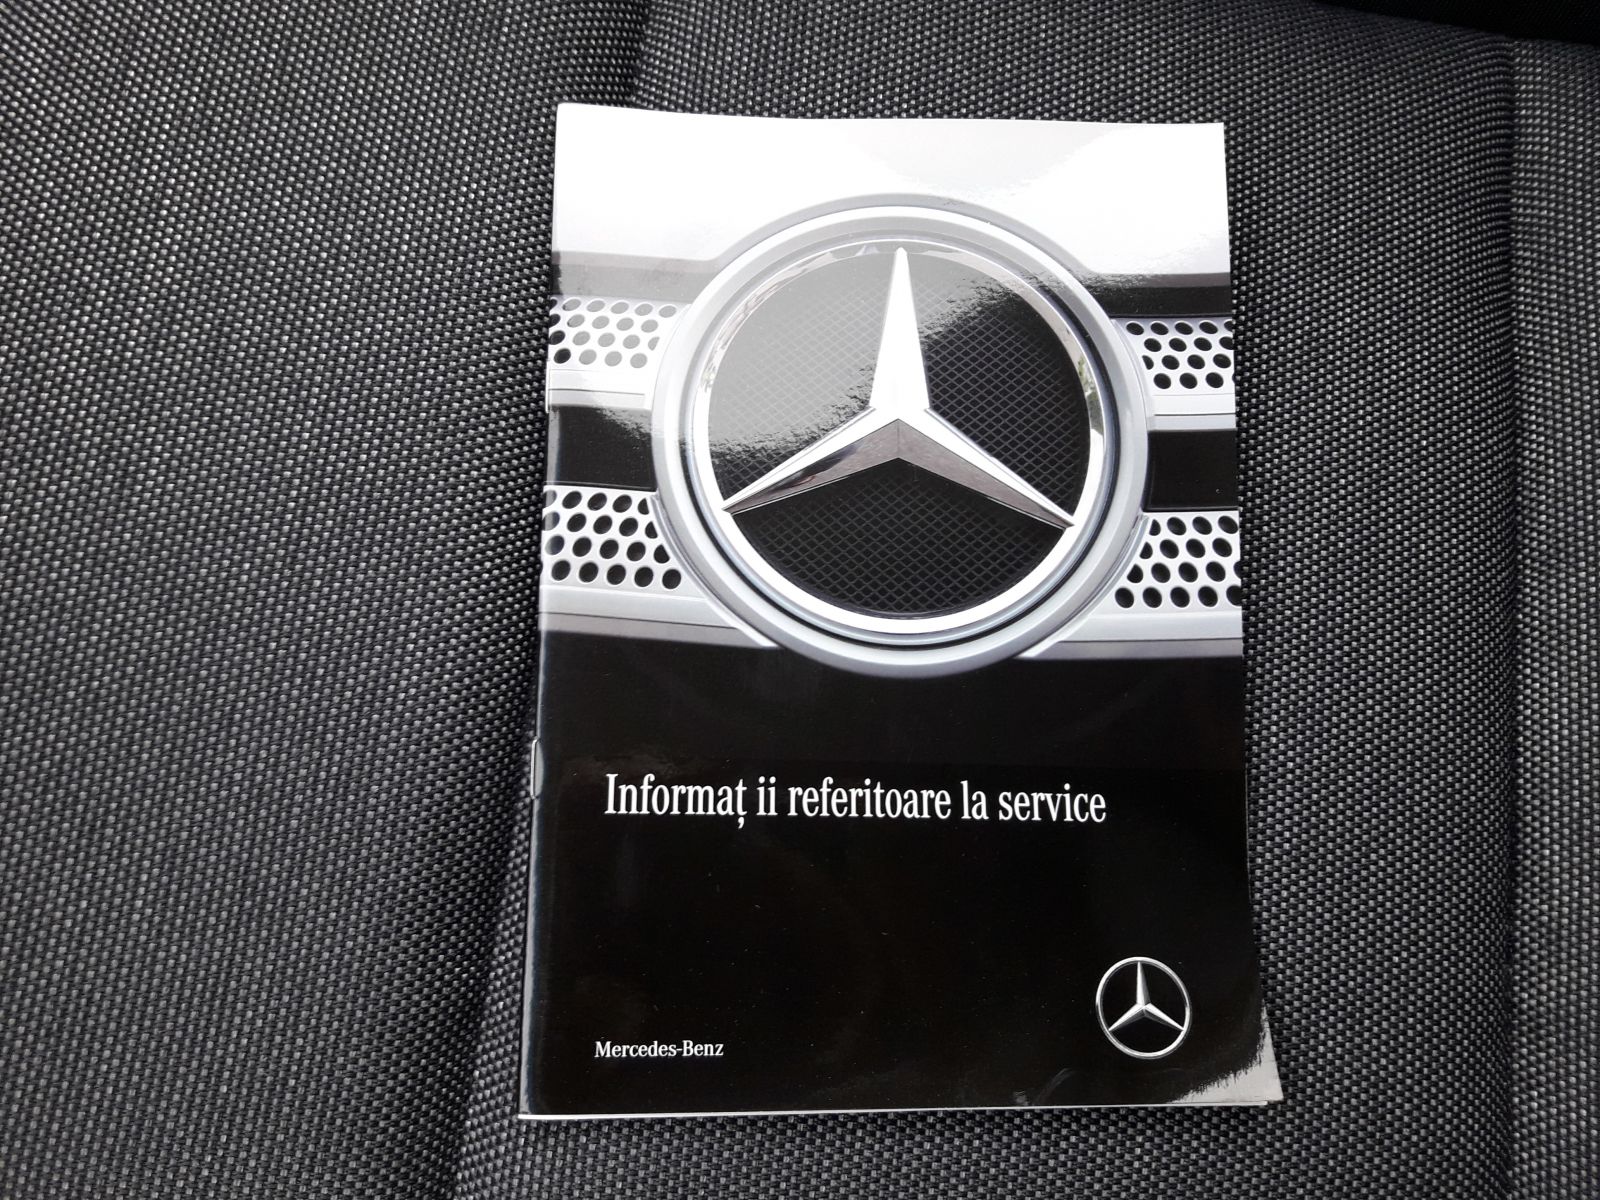 Informaț ii referitoare la service
Mercedes-Benz